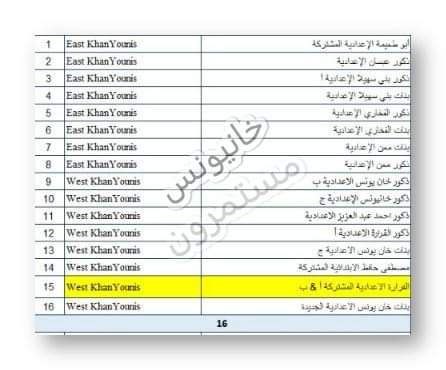 1 East KhanYounis أبو طعيمة الإعدادية المشتركة
2 East KhanYounis ذكور عبسان الإعدادية
3 East KhanYounis ذكور بني سهيلا الإعدادية أ
4 East KhanYounis بنات بني سهيلا الإعدادية
5 East KhanYounis ذكور الفخاري الإعدادية
6 East KhanYounis بنات الفخاري الإعدادية
7 East KhanYounis بنات معن الإعدادية
8 East KhanYounis ذكور معن الإعدادية
9 West KhanYounis ذكور خان يونس الاعدادية ب
10 West KhanYounis ذكور خانيونس الإعدادية ج
11 West KhanYounis ذكور احمد عبد العزيز الاعدادية
12 West KhanYounis ذكور القرارة الاعدادية أ
13 West KhanYounis بنات خان يونس الاعدادية ج
14 West KhanYounis مصطفى حافظ الابتدائية المشتركة
15 West KhanYounis القرارة الاعدادية المشتركة أ & ب
16 West KhanYounis بنات خان يونس الإعدادية الجديدة
16
خانيونس
مستمرون